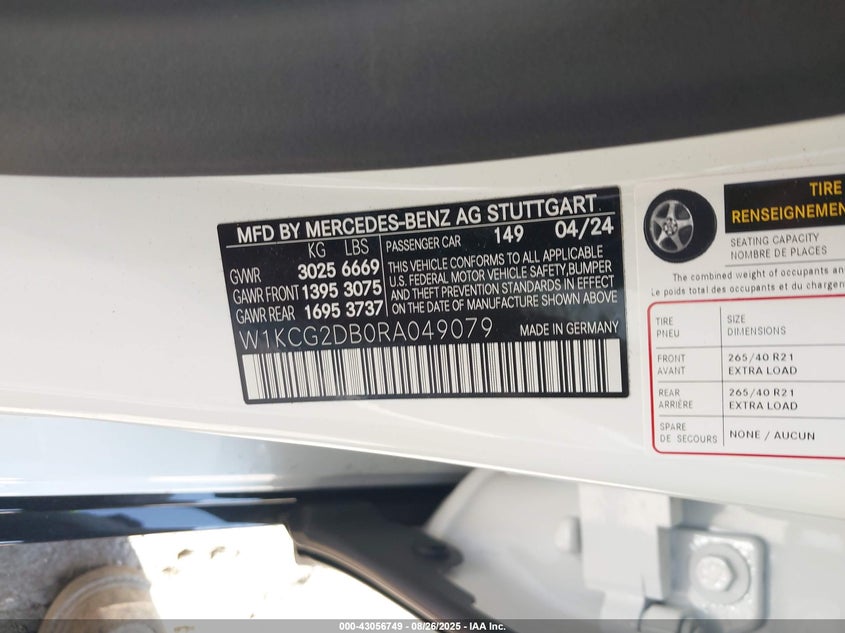 MFD BY MERCEDES-BENZ AG STUTTGART
KG LBS PASSENGER CAR 149 04/24
GVWR 3025 6669
GAWR FRONT 1395 3075
GAWR REAR 1695 3737
THIS VEHICLE CONFORMS TO ALL APPLICABLE
U.S. FEDERAL MOTOR VEHICLE SAFETY,BUMPER
AND THEFT PREVENTION STANDARDS IN EFFECT
ON THE DATE OF MANUFACTURE SHOWN ABOVE
W1KCG2DB0RA049079 MADE IN GERMANY
TIRE
RENSEIGNEMEN
SEATING CAPACITY
NOMBRE DE PLACES
The combined weight of occupants an
Le poids total des occupants et du chargem
TIRE SIZE
PNEU DIMENSIONS
FRONT 265/40 R21
AVANT EXTRA LOAD
REAR 265/40 R21
ARRIÈRE EXTRA LOAD
SPARE NONE / AUCUN
DE SECOURS
000-43056749 - 08/26/2025 - IAA Inc.